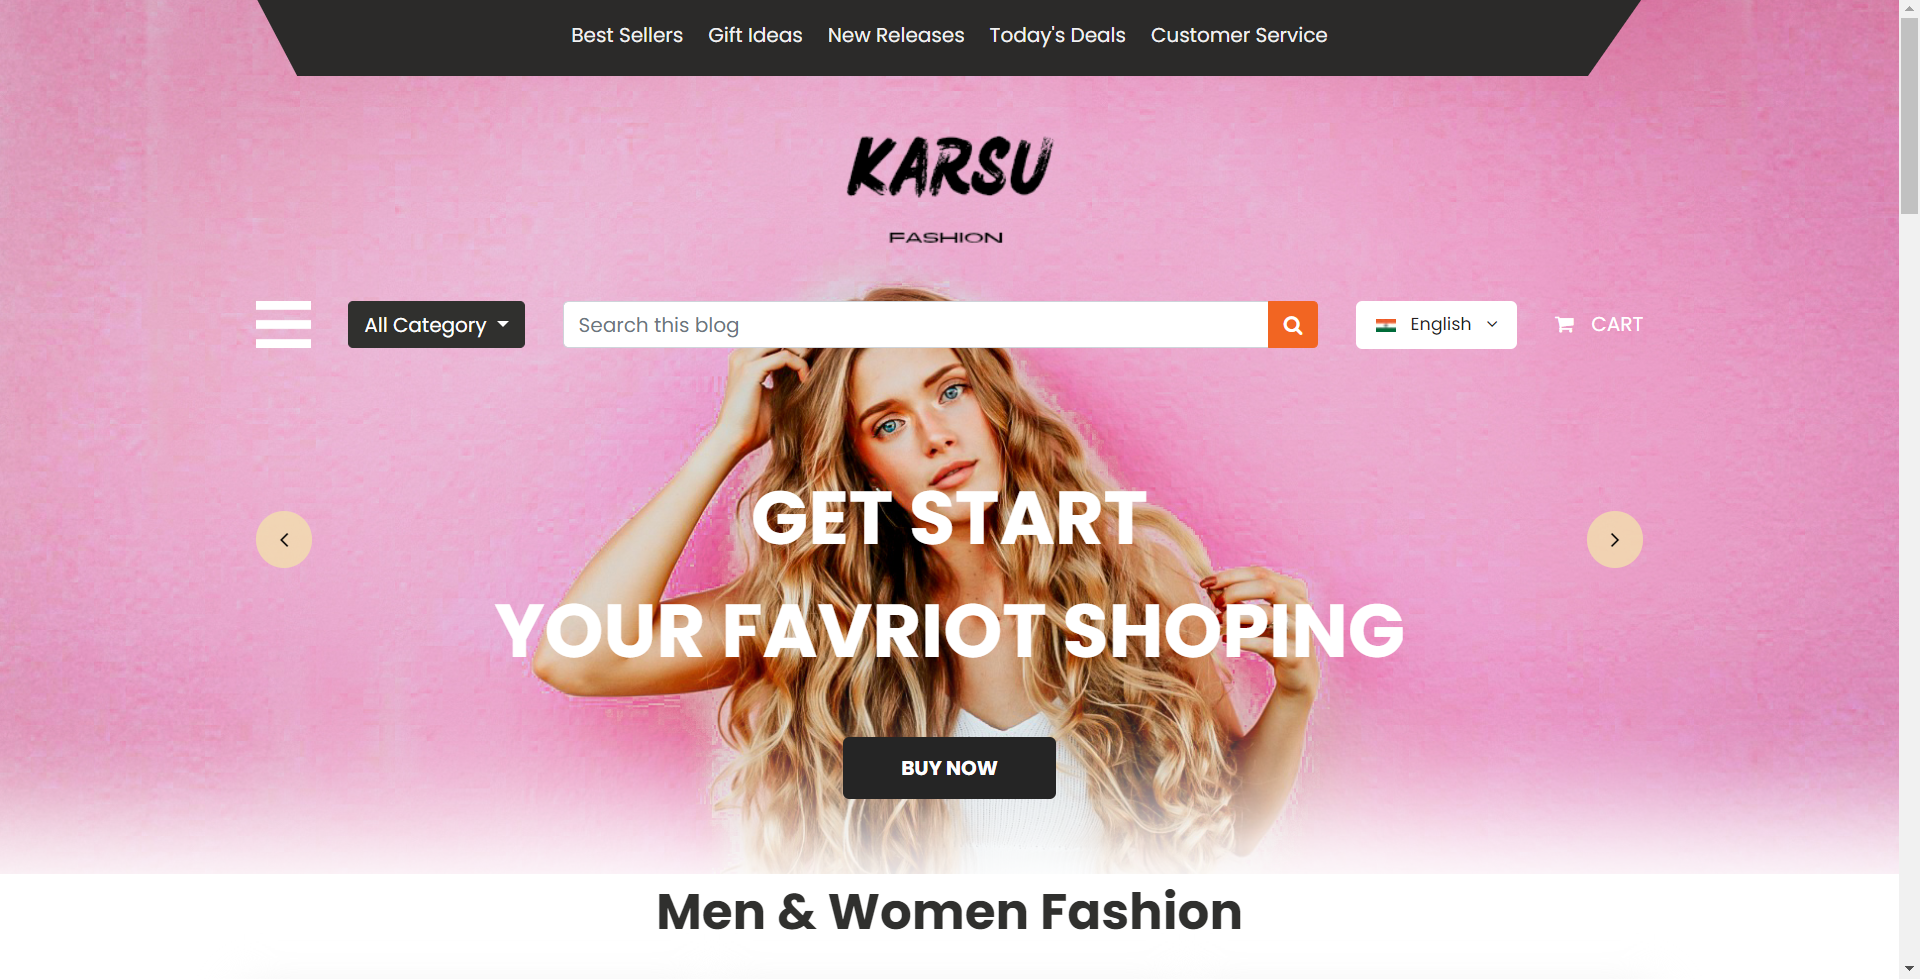 Best Sellers Gift Ideas New Releases Today's Deals Customer Service
KARSU
FASHION
All Category Search this blog English CART
GET START
YOUR FAVRIOT SHOPING
BUY NOW
Men & Women Fashion